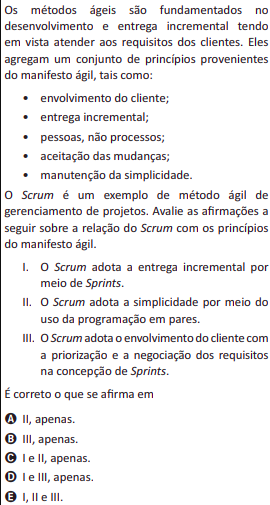 Os métodos ágeis são fundamentados no
desenvolvimento e entrega incremental tendo
em vista atender aos requisitos dos clientes. Eles
agregam um conjunto de princípios provenientes
do manifesto ágil, tais como:
• envolvimento do cliente;
• entrega incremental;
• pessoas, não processos;
• aceitação das mudanças;
• manutenção da simplicidade.
O Scrum é um exemplo de método ágil de
gerenciamento de projetos. Avalie as afirmações a
seguir sobre a relação do Scrum com os princípios
do manifesto ágil.
I. O Scrum adota a entrega incremental por
meio de Sprints.
II. O Scrum adota a simplicidade por meio do
uso da programação em pares.
III. O Scrum adota o envolvimento do cliente com
a priorização e a negociação dos requisitos
na concepção de Sprints.
É correto o que se afirma em
A II, apenas.
B III, apenas.
C I e II, apenas.
D I e III, apenas.
E I, II e III.